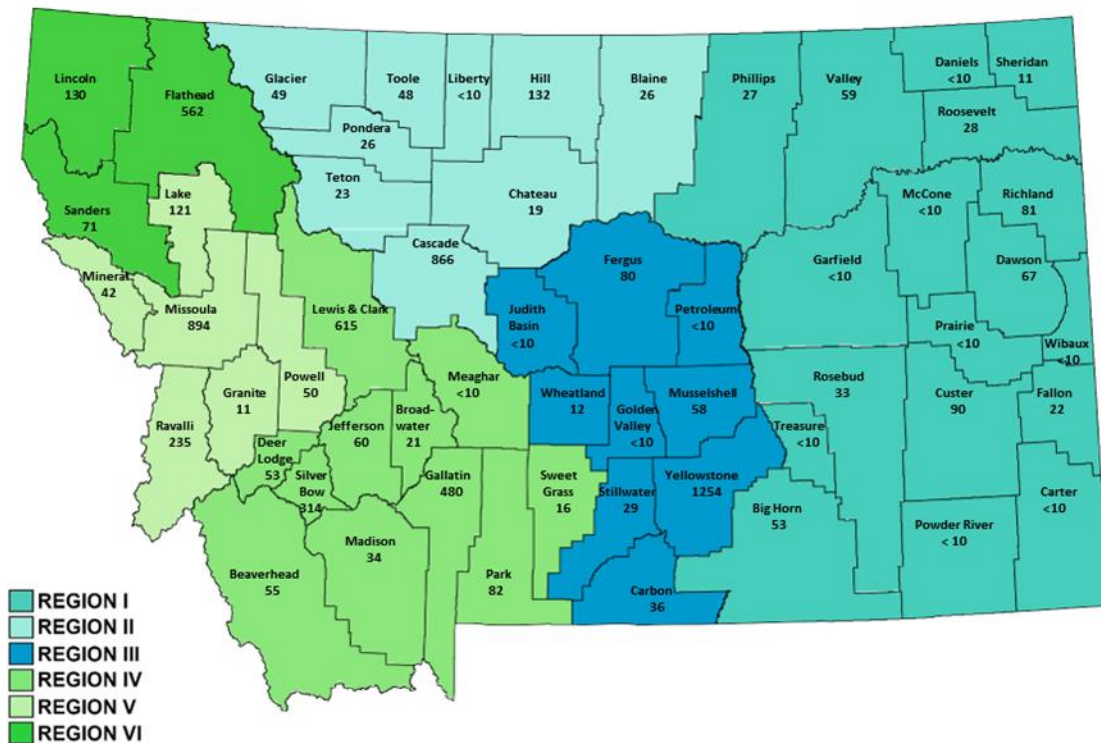 Lincoln
130
Flathead
562
Glacier
49
Toole
48
Liberty
<10
Hill
132
Blaine
26
Phillips
27
Valley
59
Daniels
<10
Sheridan
11
Roosevelt
28
Pondera
26
Teton
23
Chateau
19
Lake
121
Sanders
71
McCone
<10
Richland
81
Cascade
866
Fergus
80
Garfield
<10
Dawson
67
Mineral
42
Missoula
894
Lewis & Clark
615
Judith
Basin
<10
Petroleum
<10
Prairie
<10
Wibaux
<10
Powell
50
Meaghar
<10
Granite
11
Ravalli
235
Wheatland
12
Golden
Valley
<10
Musselshell
58
Rosebud
33
Custer
90
Fallon
22
Jefferson
60
Broad-
water
21
Treasure
<10
Deer
Lodge
53
Silver
Bow
314
Gallatin
480
Sweet
Grass
16
Stillwater
29
Yellowstone
1254
Big Horn
53
Carter
<10
Powder River
< 10
Madison
34
Beaverhead
55
Park
82
Carbon
36
REGION I
REGION II
REGION III
REGION IV
REGION V
REGION VI